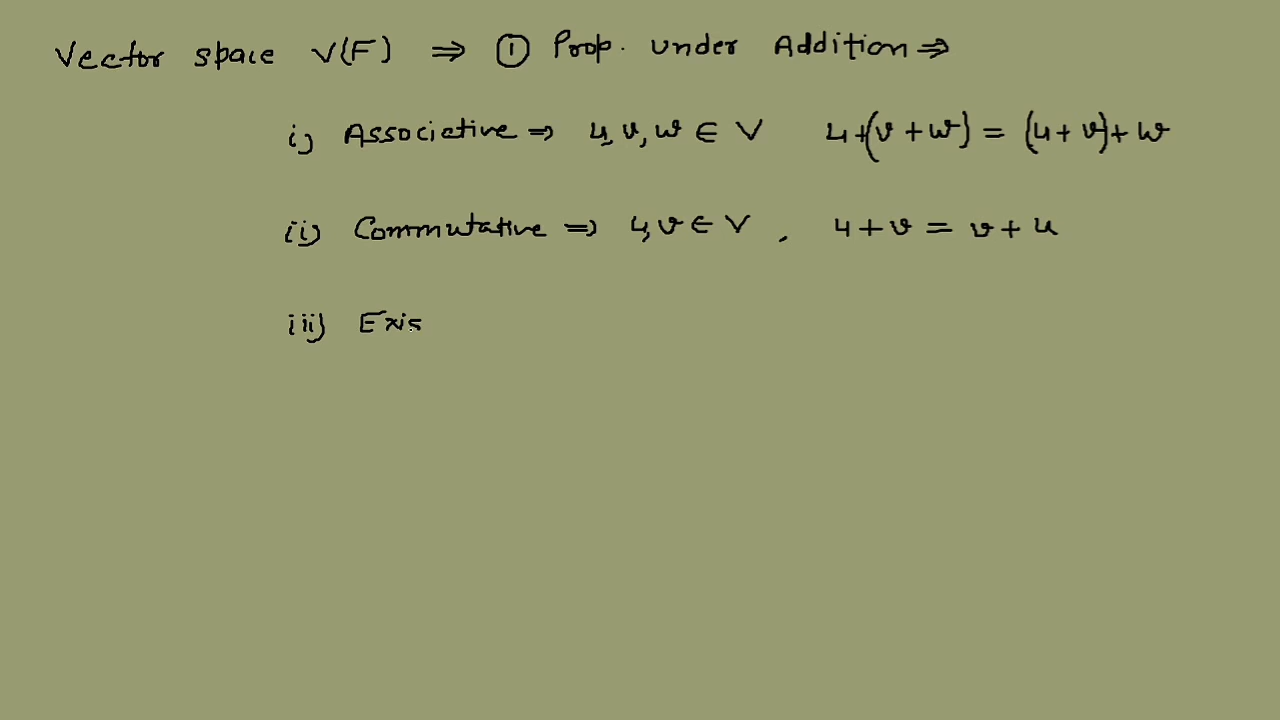 Vector space V(F) ⇒ ① Prop. under Addition ⇒
i) Associative ⇒ u, v, w ∈ V u+(v+w) = (u+v)+w
ii) Commutative ⇒ u, v ∈ V , u+v = v+u
iii) Exis